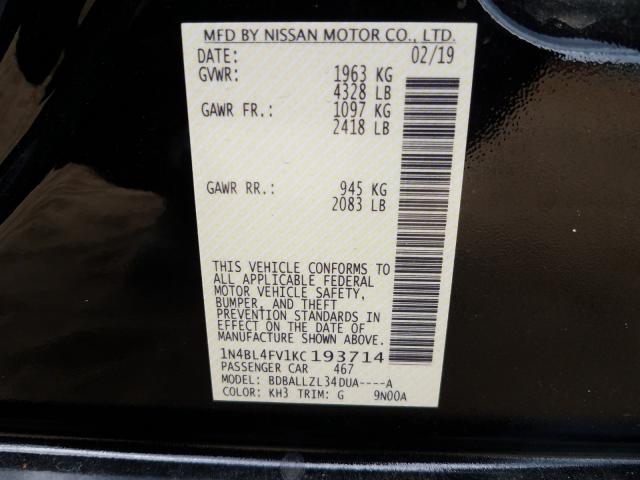 MFD BY NISSAN MOTOR CO., LTD.
DATE: 02/19
GVWR: 1963 KG
4328 LB
GAWR FR.: 1097 KG
2418 LB
GAWR RR.: 945 KG
2083 LB
THIS VEHICLE CONFORMS TO
ALL APPLICABLE FEDERAL
MOTOR VEHICLE SAFETY,
BUMPER, AND THEFT
PREVENTION STANDARDS IN
EFFECT ON THE DATE OF
MANUFACTURE SHOWN ABOVE.
1N4BL4FV1KC193714
PASSENGER CAR 467
MODEL: BDBALLZL34DUA----A
COLOR: KH3 TRIM: G 9N00A